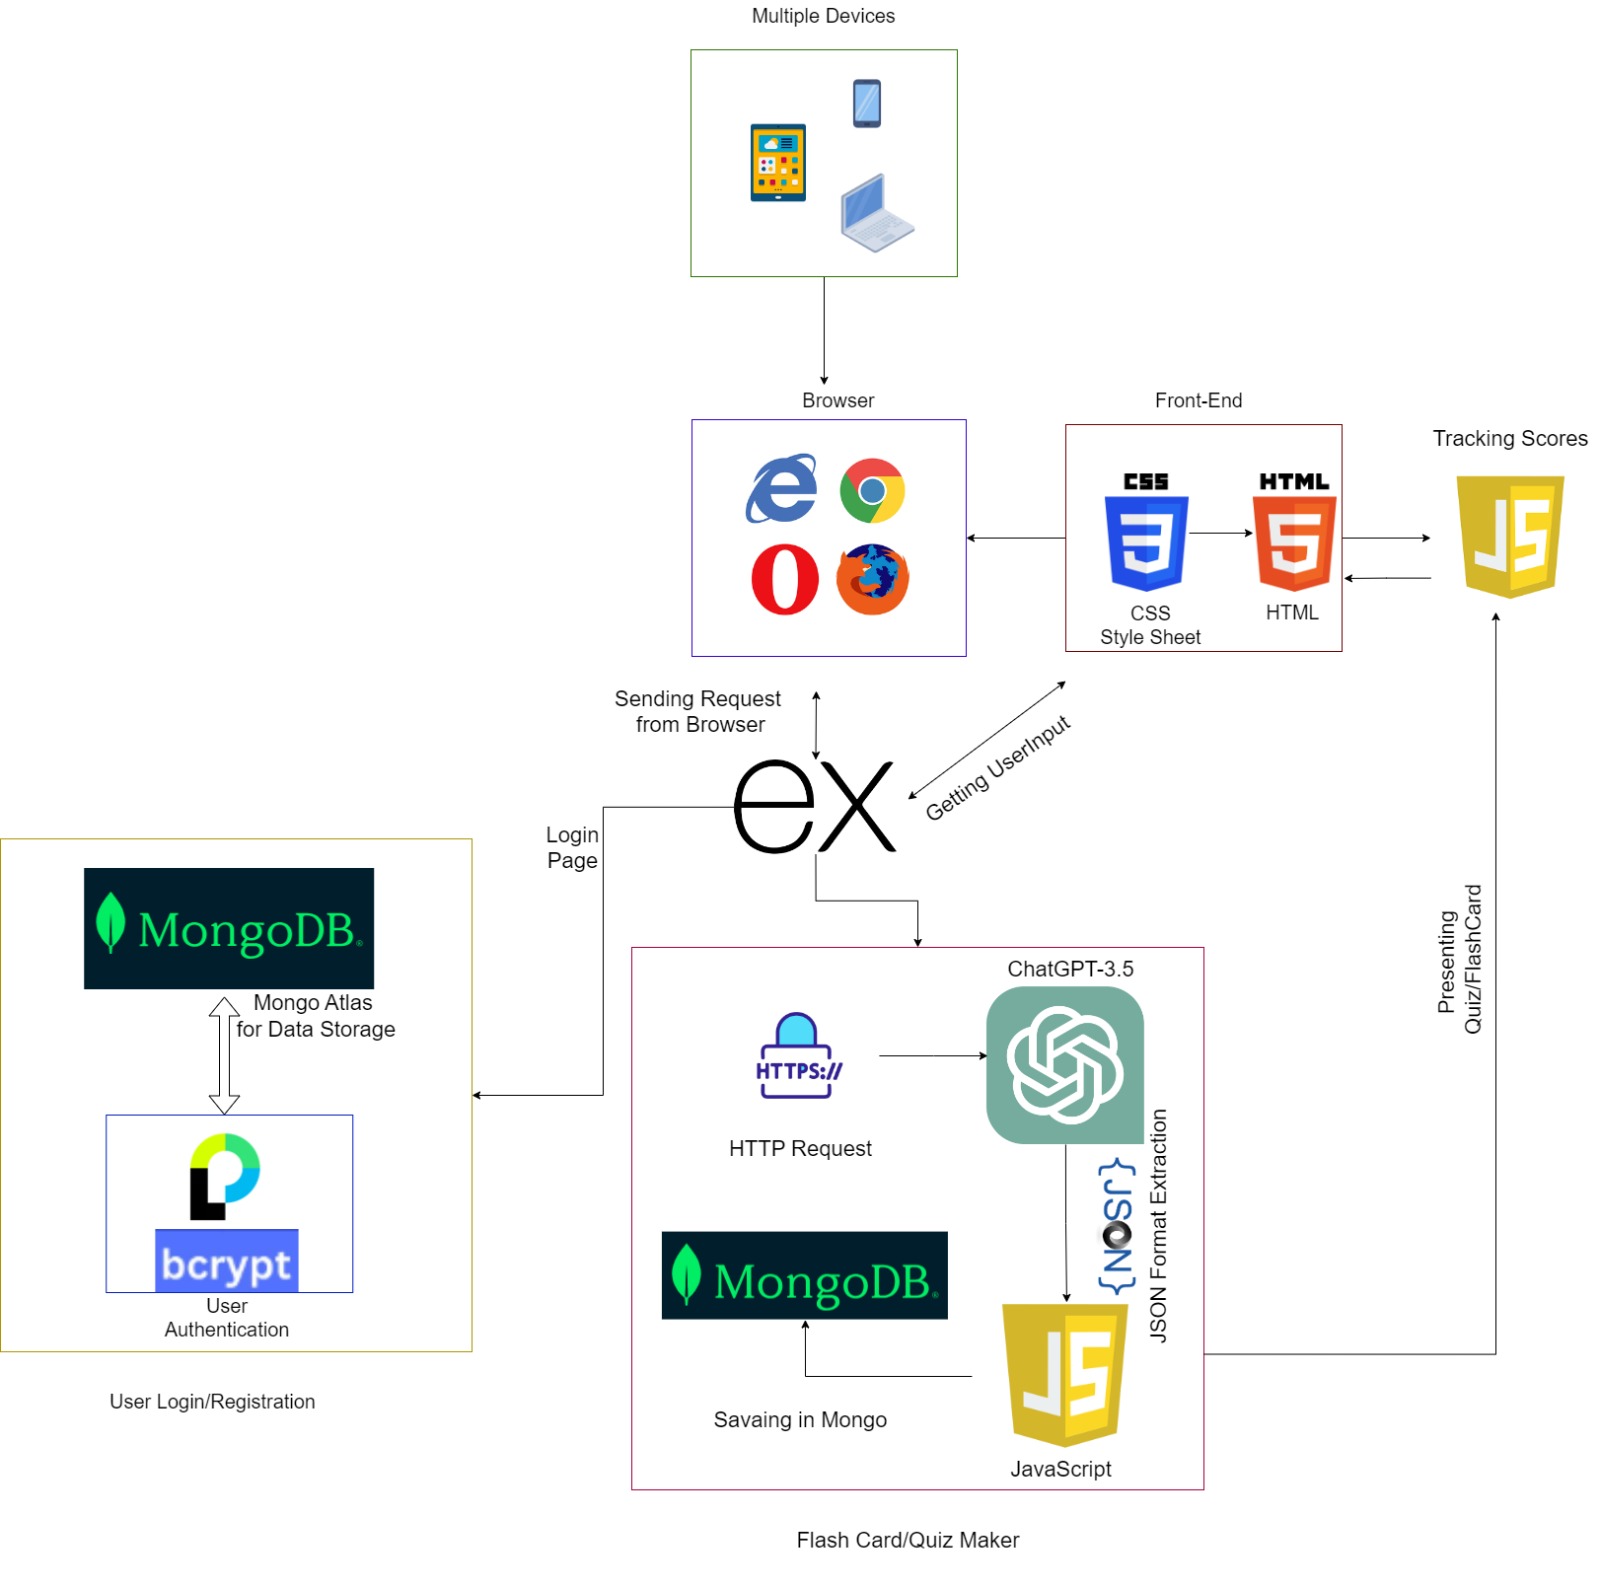 Multiple Devices
Browser
Front-End
Tracking Scores
CSS
HTML
JS
3
5
CSS
Style Sheet
HTML
Sending Request
from Browser
Getting UserInput
ex
Login
Page
MongoDB®
Mongo Atlas
for Data Storage
bcrypt
User
Authentication
User Login/Registration
ChatGPT-3.5
HTTPS://
HTTP Request
{JSON}
JSON Format Extraction
MongoDB®
JS
Savaing in Mongo
JavaScript
Presenting
Quiz/FlashCard
Flash Card/Quiz Maker